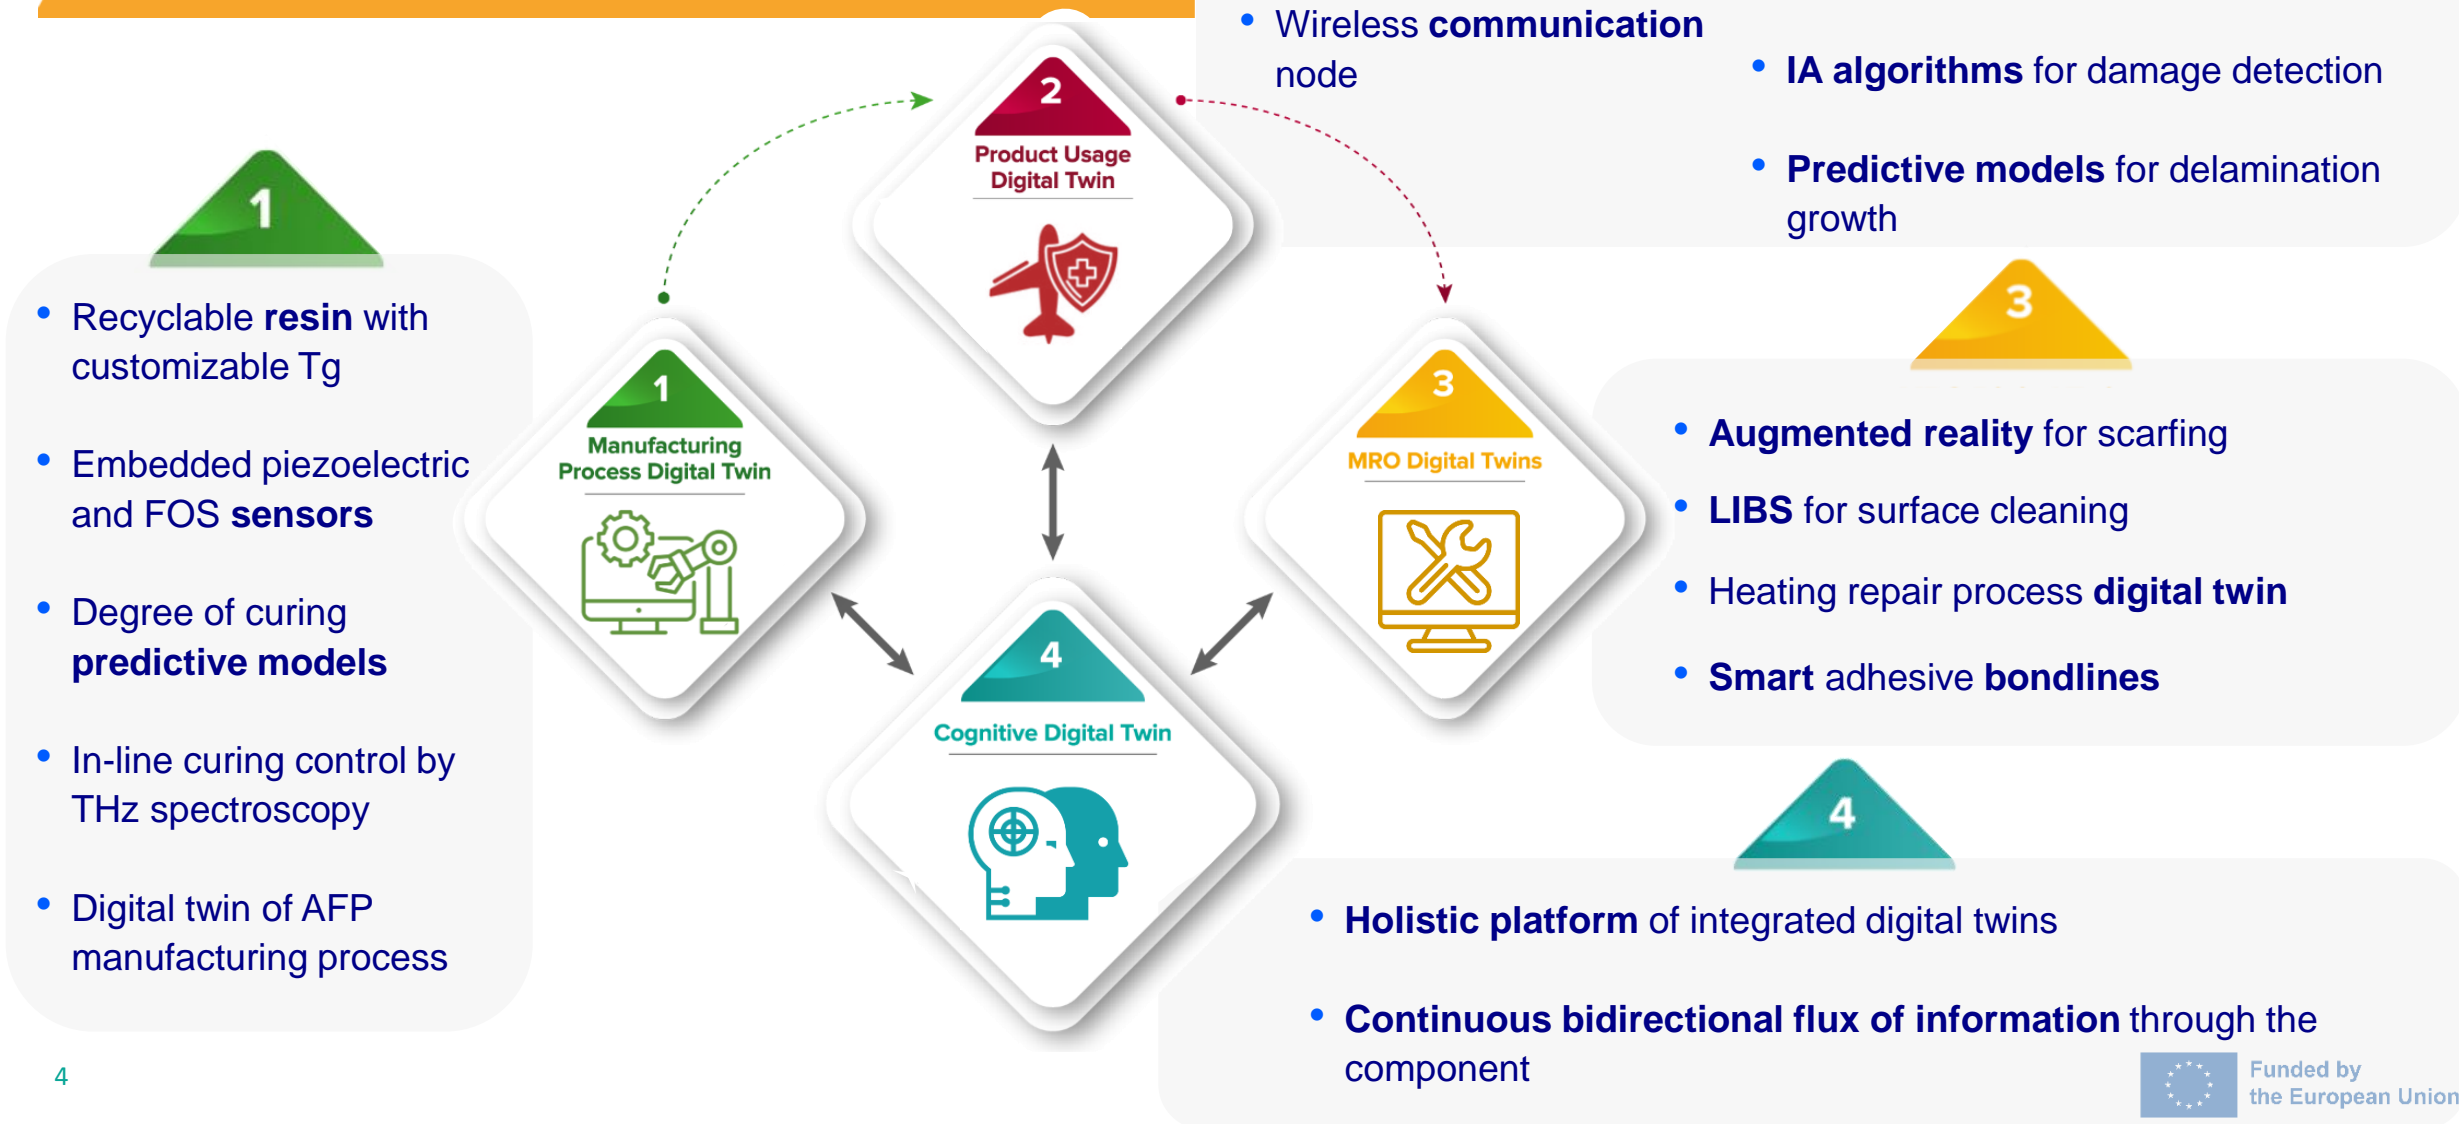 • Wireless communication
node
• IA algorithms for damage detection
• Predictive models for delamination
growth
2
Product Usage
Digital Twin
1
• Recyclable resin with
customizable Tg
• Embedded piezoelectric
and FOS sensors
• Degree of curing
predictive models
• In-line curing control by
THz spectroscopy
• Digital twin of AFP
manufacturing process
1
Manufacturing
Process Digital Twin
3
MRO Digital Twins
3
• Augmented reality for scarfing
• LIBS for surface cleaning
• Heating repair process digital twin
• Smart adhesive bondlines
4
Cognitive Digital Twin
4
• Holistic platform of integrated digital twins
• Continuous bidirectional flux of information through the
component
4
Funded by
the European Union